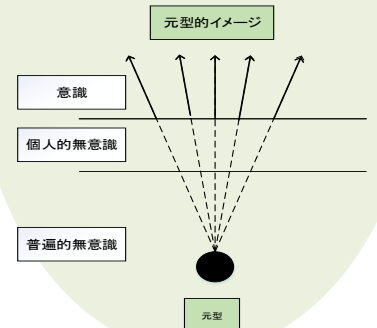 元型的イメージ
意識
個人的無意識
普遍的無意識
元型